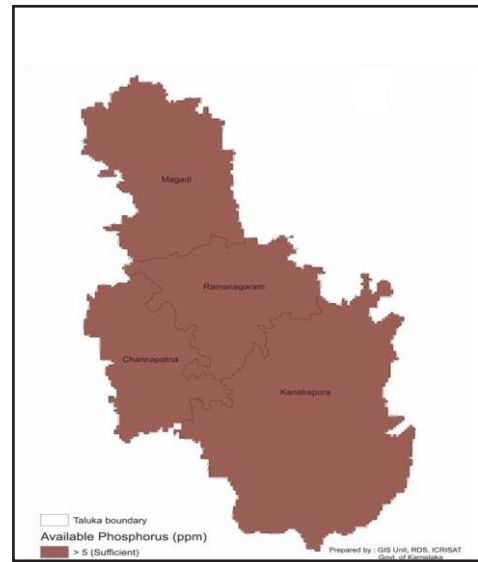 Magadi
Ramanagaram
Channapatna
Kanakapura
Taluka boundary
Available Phosphorus (ppm)
> 5 (Sufficient)
Prepared by : GIS Unit, RDS, ICRISAT
Govt. of Karnataka